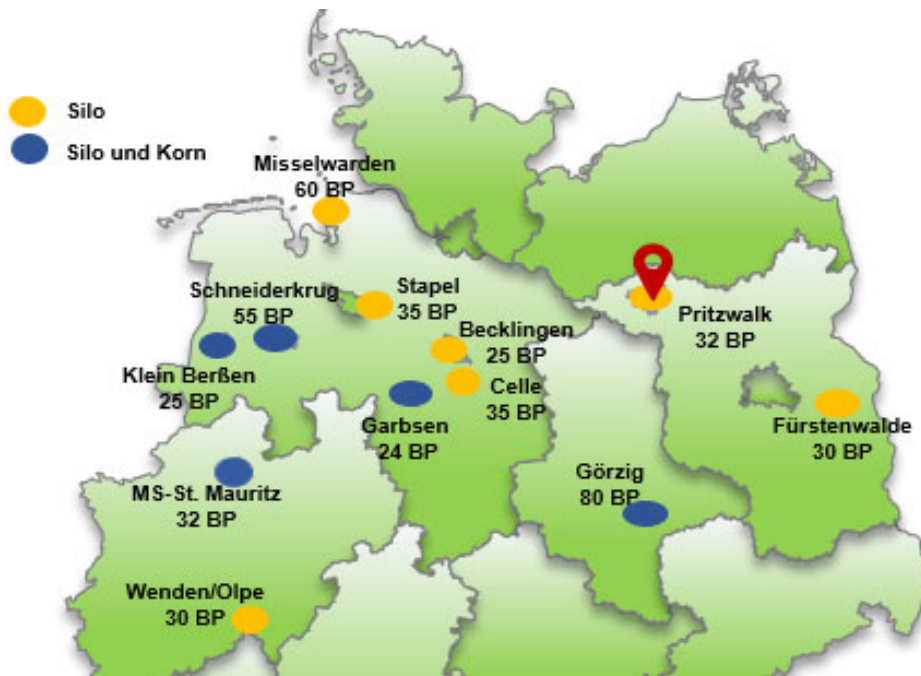 Silo
Silo und Korn
Misselwarden
60 BP
Schneiderkrug
55 BP
Stapel
35 BP
Becklingen
25 BP
Pritzwalk
32 BP
Klein Berßen
25 BP
Celle
35 BP
Garbsen
24 BP
Fürstenwalde
30 BP
MS-St. Mauritz
32 BP
Görzig
80 BP
Wenden/Olpe
30 BP